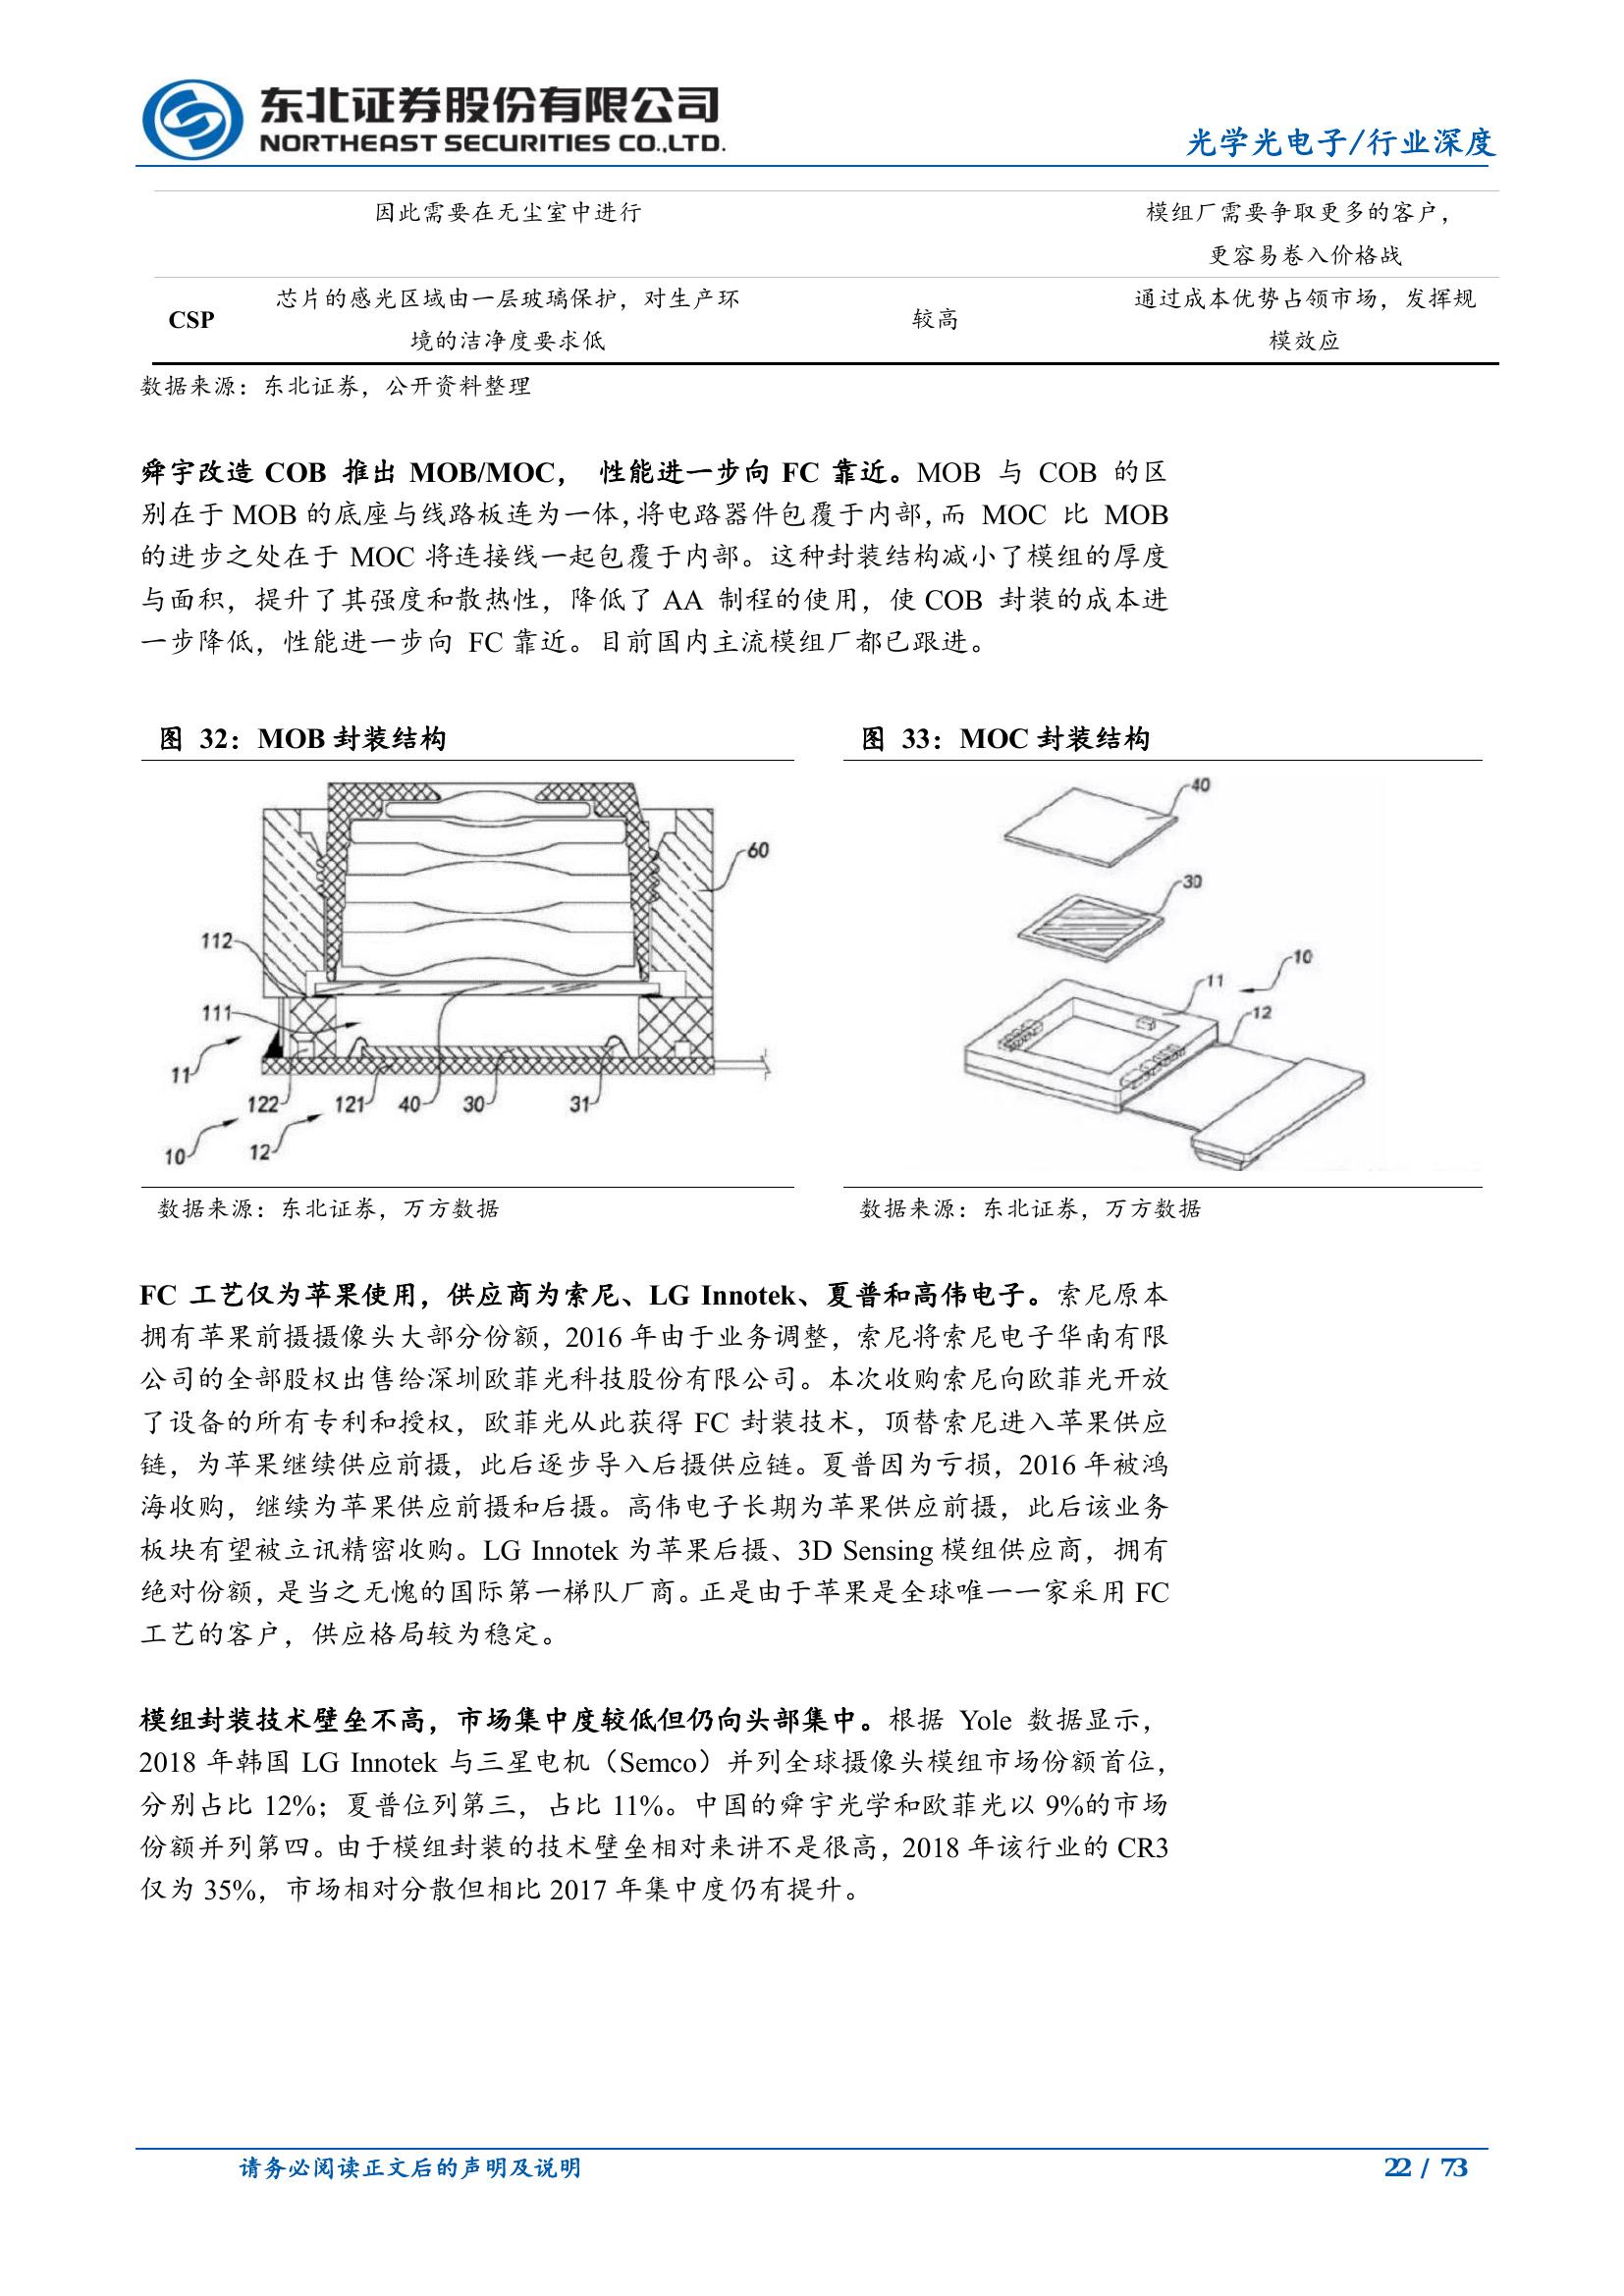 东北证券股份有限公司
NORTHEAST SECURITIES CO.,LTD.
光学光电子/行业深度
因此需要在无尘室中进行
模组厂需要争取更多的客户，
更容易卷入价格战
CSP
芯片的感光区域由一层玻璃保护，对生产环
境的洁净度要求低
较高
通过成本优势占领市场，发挥规
模效应
数据来源：东北证券，公开资料整理
舜宇改造 COB 推出 MOB/MOC， 性能进一步向 FC 靠近。MOB 与 COB 的区
别在于 MOB 的底座与线路板连为一体，将电路器件包覆于内部，而 MOC 比 MOB
的进步之处在于 MOC 将连接线一起包覆于内部。这种封装结构减小了模组的厚度
与面积，提升了其强度和散热性，降低了 AA 制程的使用，使 COB 封装的成本进
一步降低，性能进一步向 FC 靠近。目前国内主流模组厂都已跟进。
图 32：MOB 封装结构
60
112
111
11
122
121
40
30
31
10
12
数据来源：东北证券，万方数据
图 33：MOC 封装结构
40
30
10
11
12
数据来源：东北证券，万方数据
FC 工艺仅为苹果使用，供应商为索尼、LG Innotek、夏普和高伟电子。索尼原本
拥有苹果前摄摄像头大部分份额，2016 年由于业务调整，索尼将索尼电子华南有限
公司的全部股权出售给深圳欧菲光科技股份有限公司。本次收购索尼向欧菲光开放
了设备的所有专利和授权，欧菲光从此获得 FC 封装技术，顶替索尼进入苹果供应
链，为苹果继续供应前摄，此后逐步导入后摄供应链。夏普因为亏损，2016 年被鸿
海收购，继续为苹果供应前摄和后摄。高伟电子长期为苹果供应前摄，此后该业务
板块有望被立讯精密收购。LG Innotek 为苹果后摄、3D Sensing 模组供应商，拥有
绝对份额，是当之无愧的国际第一梯队厂商。正是由于苹果是全球唯一一家采用 FC
工艺的客户，供应格局较为稳定。
模组封装技术壁垒不高，市场集中度较低但仍向头部集中。根据 Yole 数据显示，
2018 年韩国 LG Innotek 与三星电机（Semco）并列全球摄像头模组市场份额首位，
分别占比 12%；夏普位列第三，占比 11%。中国的舜宇光学和欧菲光以 9%的市场
份额并列第四。由于模组封装的技术壁垒相对来讲不是很高，2018 年该行业的 CR3
仅为 35%，市场相对分散但相比 2017 年集中度仍有提升。
请务必阅读正文后的声明及说明
22 / 73